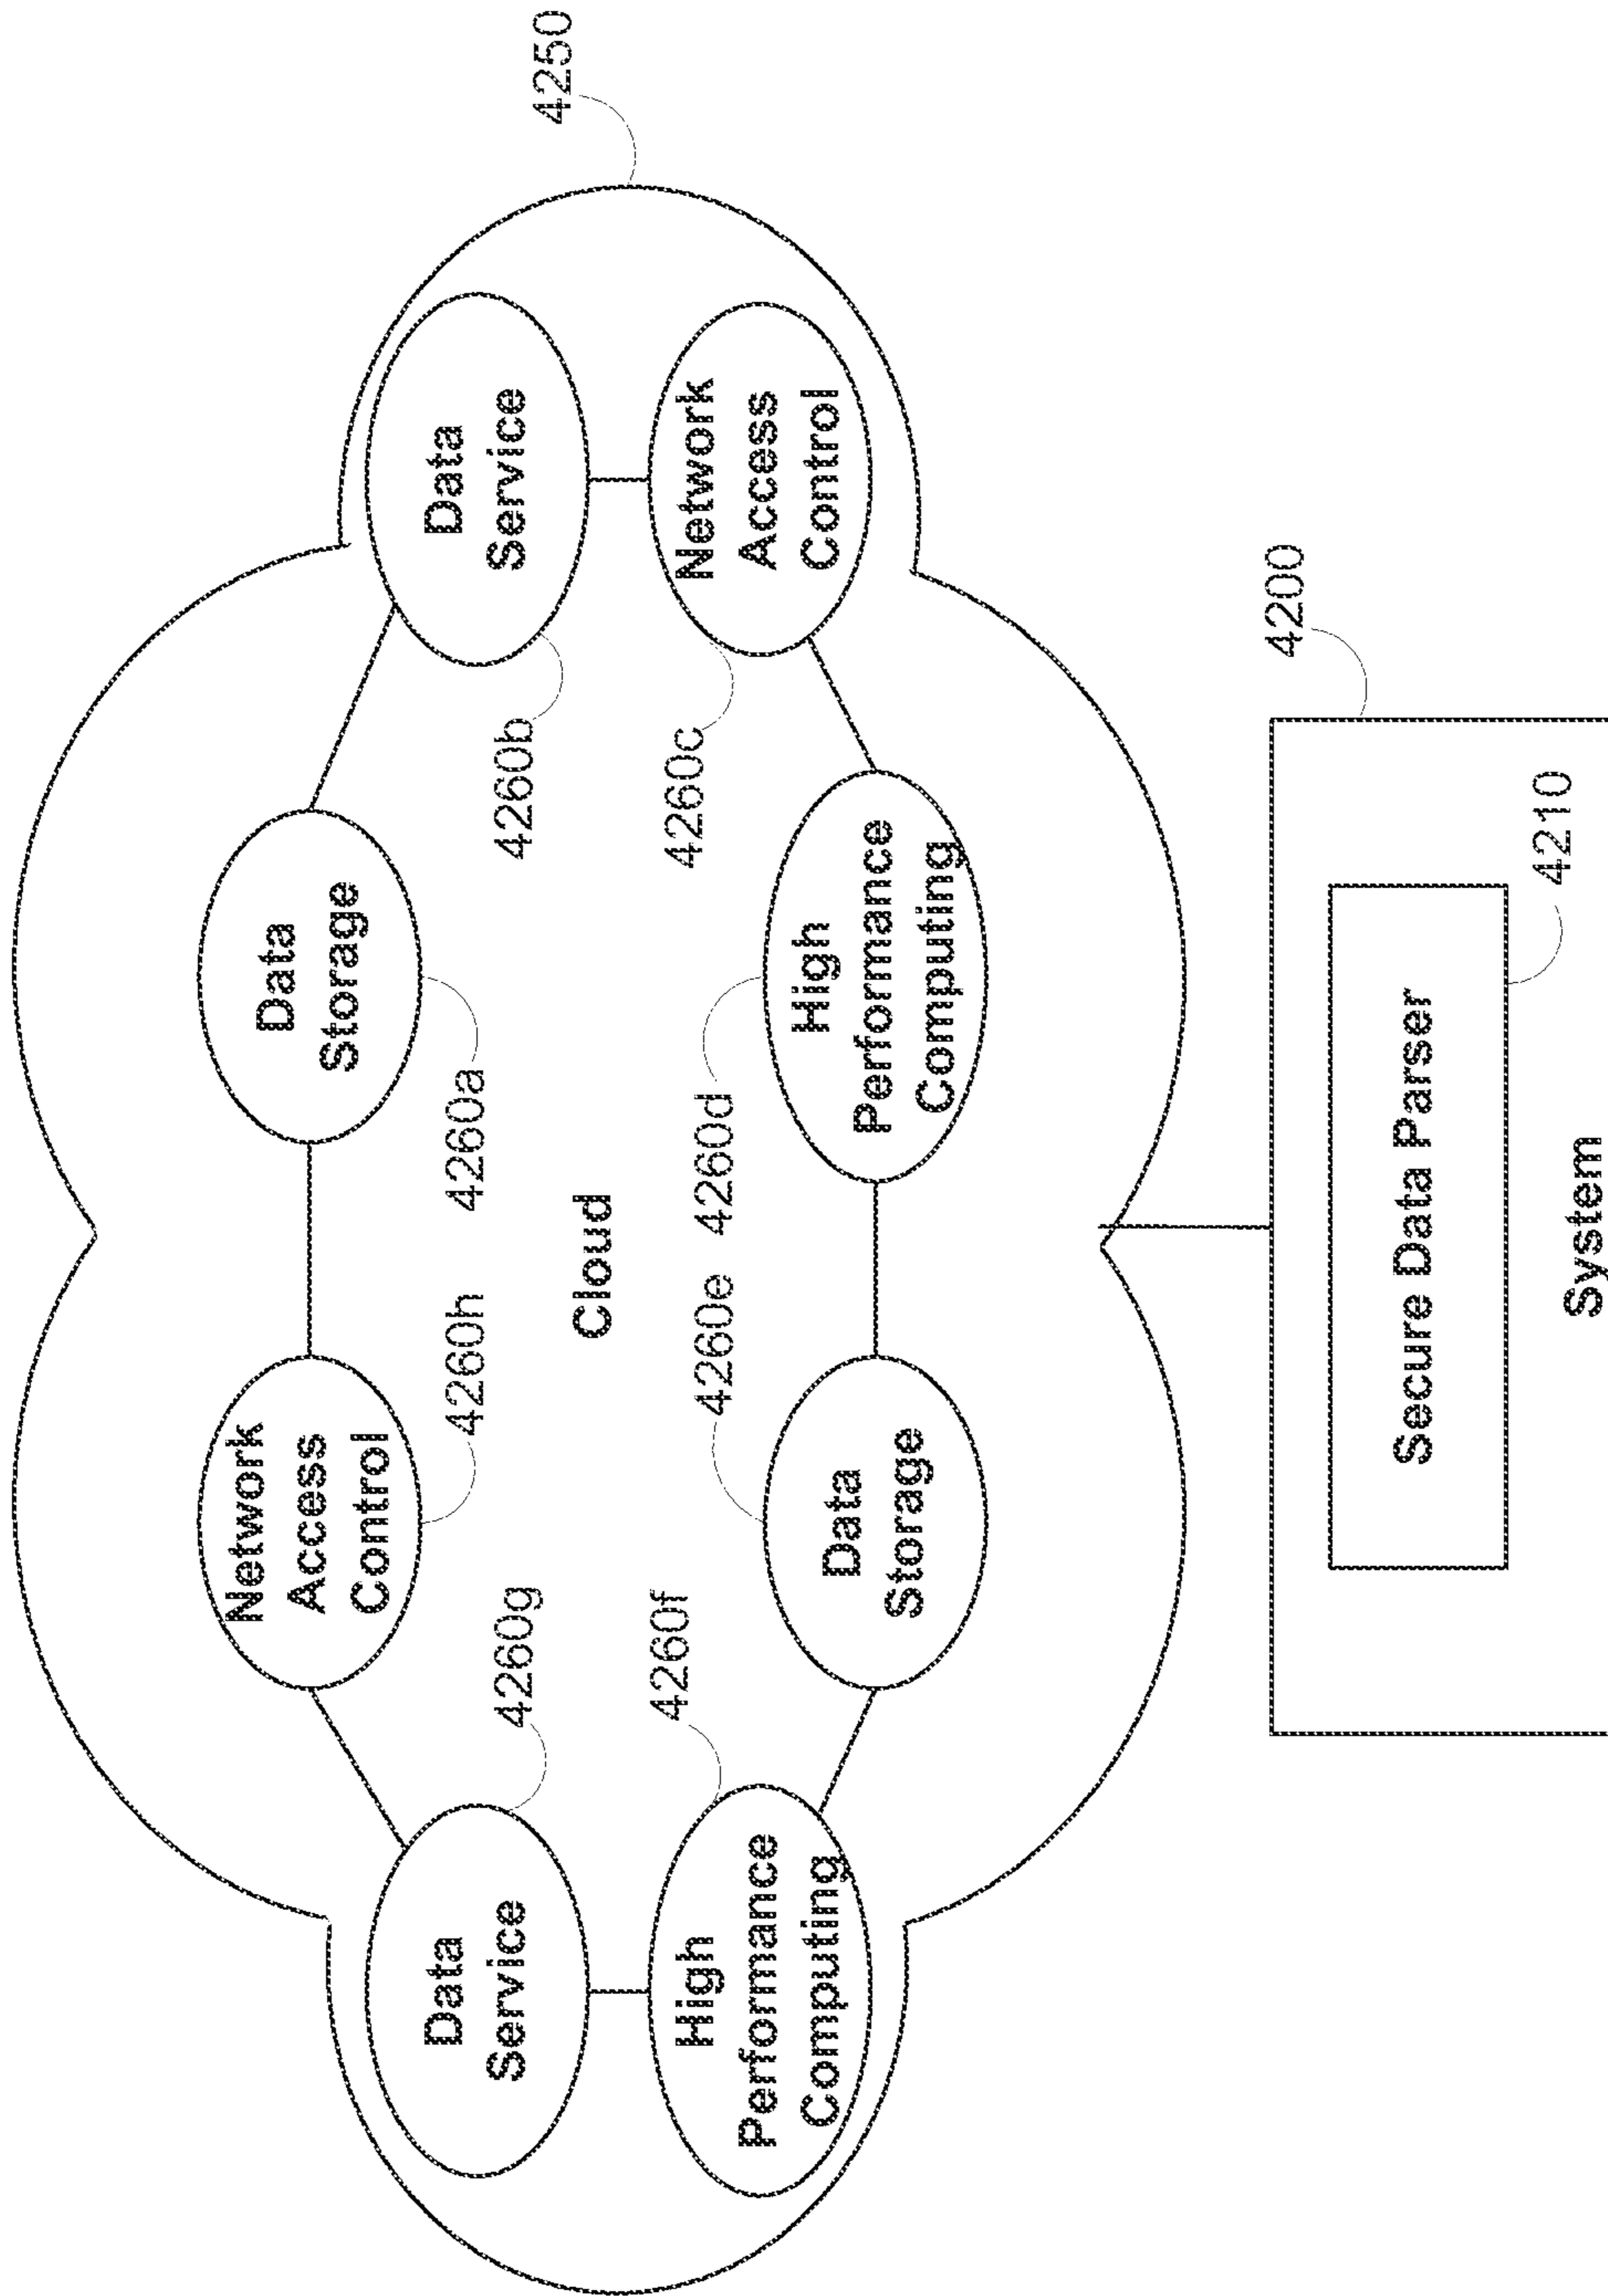 Network
Access
Control
Data
Storage
4260h
4260a
Data
Service
4260g
Data
Service
4260b
4250
Cloud
High
Performance
Computing
4260f
4260e
4260d
4260c
Network
Access
Control
Data
Storage
High
Performance
Computing
4200
Secure Data Parser
4210
System